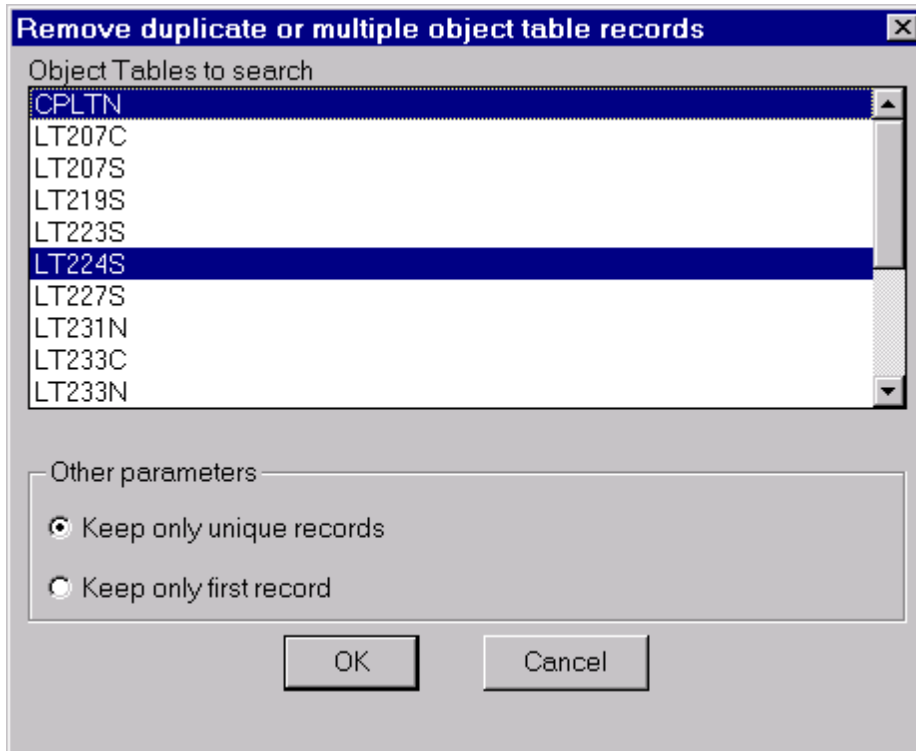 Remove duplicate or multiple object table records
Object Tables to search
CPLTN
LT207C
LT207S
LT219S
LT223S
LT224S
LT227S
LT231N
LT233C
LT233N
Other parameters
Keep only unique records
Keep only first record
OK
Cancel